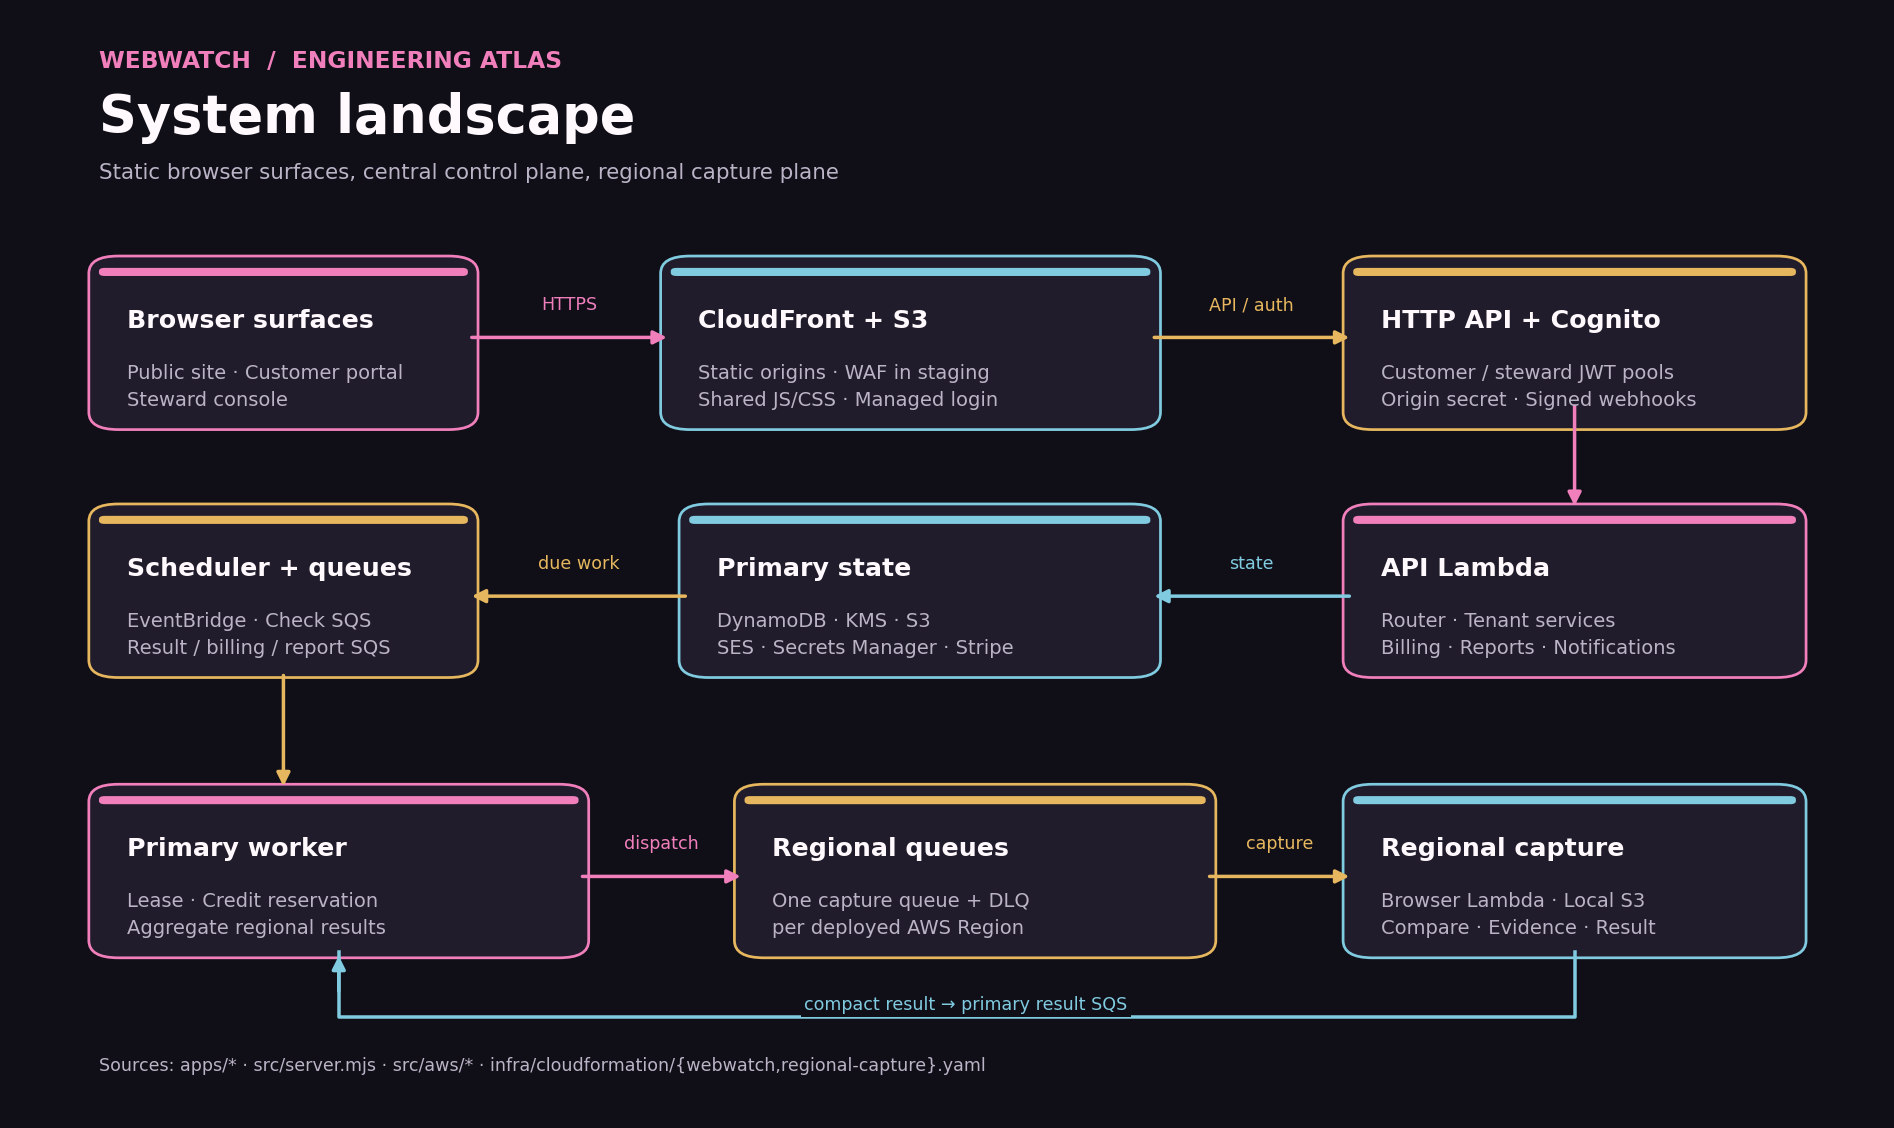 WEBWATCH / ENGINEERING ATLAS
System landscape
Static browser surfaces, central control plane, regional capture plane
Browser surfaces
Public site · Customer portal
Steward console
HTTPS
CloudFront + S3
Static origins · WAF in staging
Shared JS/CSS · Managed login
API / auth
HTTP API + Cognito
Customer / steward JWT pools
Origin secret · Signed webhooks
Scheduler + queues
EventBridge · Check SQS
Result / billing / report SQS
due work
Primary state
DynamoDB · KMS · S3
SES · Secrets Manager · Stripe
state
API Lambda
Router · Tenant services
Billing · Reports · Notifications
Primary worker
Lease · Credit reservation
Aggregate regional results
dispatch
Regional queues
One capture queue + DLQ
per deployed AWS Region
capture
Regional capture
Browser Lambda · Local S3
Compare · Evidence · Result
compact result → primary result SQS
Sources: apps/* · src/server.mjs · src/aws/* · infra/cloudformation/{webwatch,regional-capture}.yaml